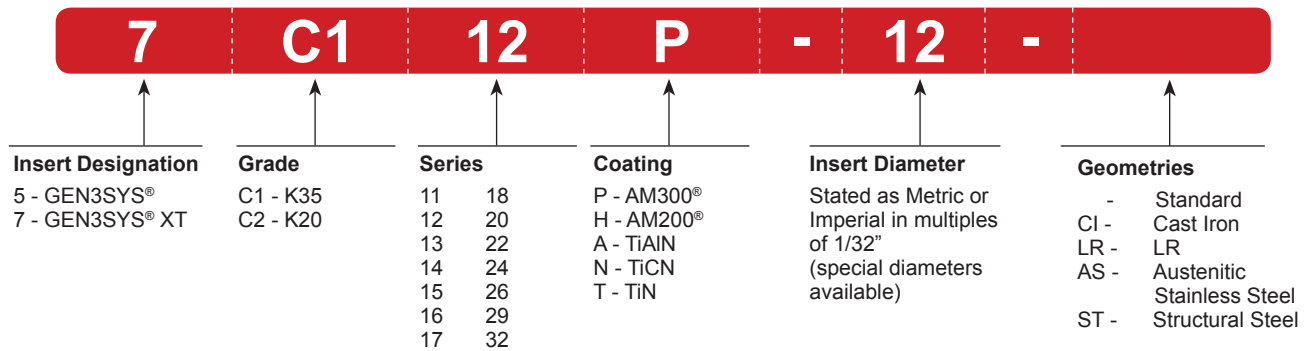 7 C1 12 P - 12 -
Insert Designation
5 - GEN3SYS®
7 - GEN3SYS® XT
Grade
C1 - K35
C2 - K20
Series
11 18
12 20
13 22
14 24
15 26
16 29
17 32
Coating
P - AM300®
H - AM200®
A - TiAlN
N - TiCN
T - TiN
Insert Diameter
Stated as Metric or
Imperial in multiples
of 1/32"
(special diameters
available)
Geometries
- Standard
CI - Cast Iron
LR - LR
AS - Austenitic
Stainless Steel
ST - Structural Steel